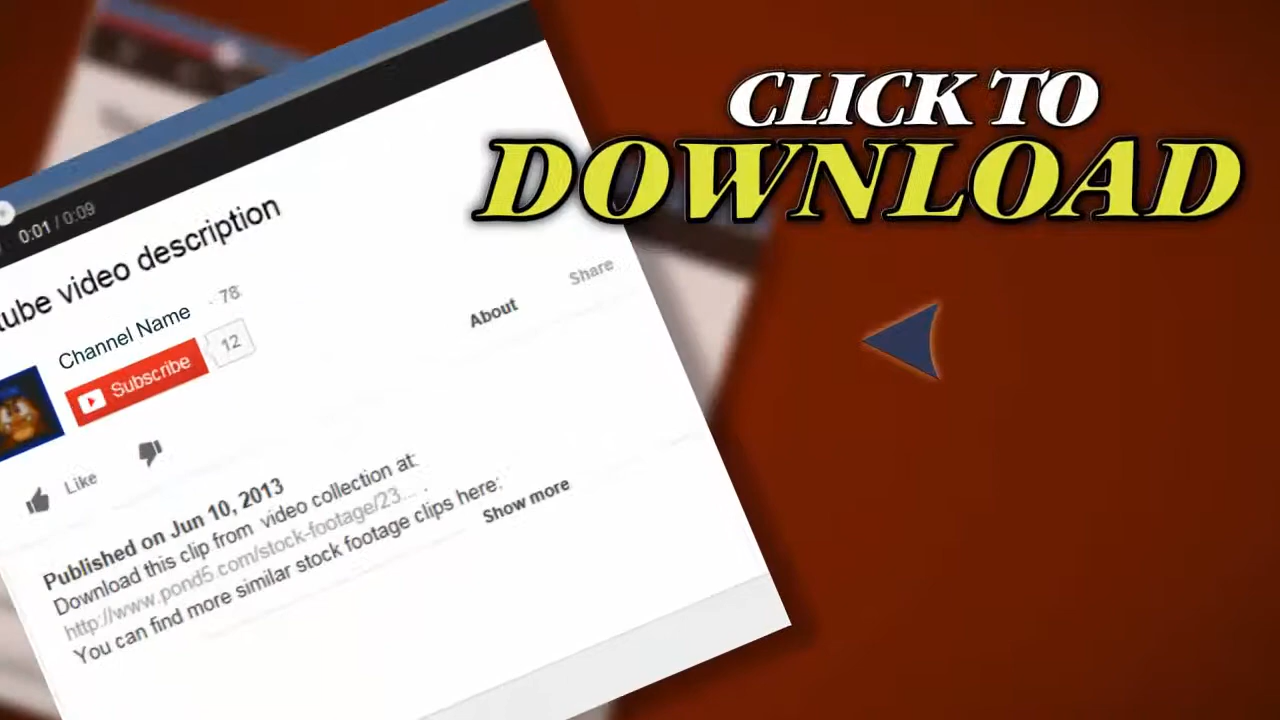 CLICK TO
DOWNLOAD
0:01 / 0:09
tube video description
Channel Name
78
Subscribe
12
About
Share
Like
Published on Jun 10, 2013
Download this clip from video collection at:
http://www.pond5.com/stock-footage/23...
You can find more similar stock footage clips here:
Show more